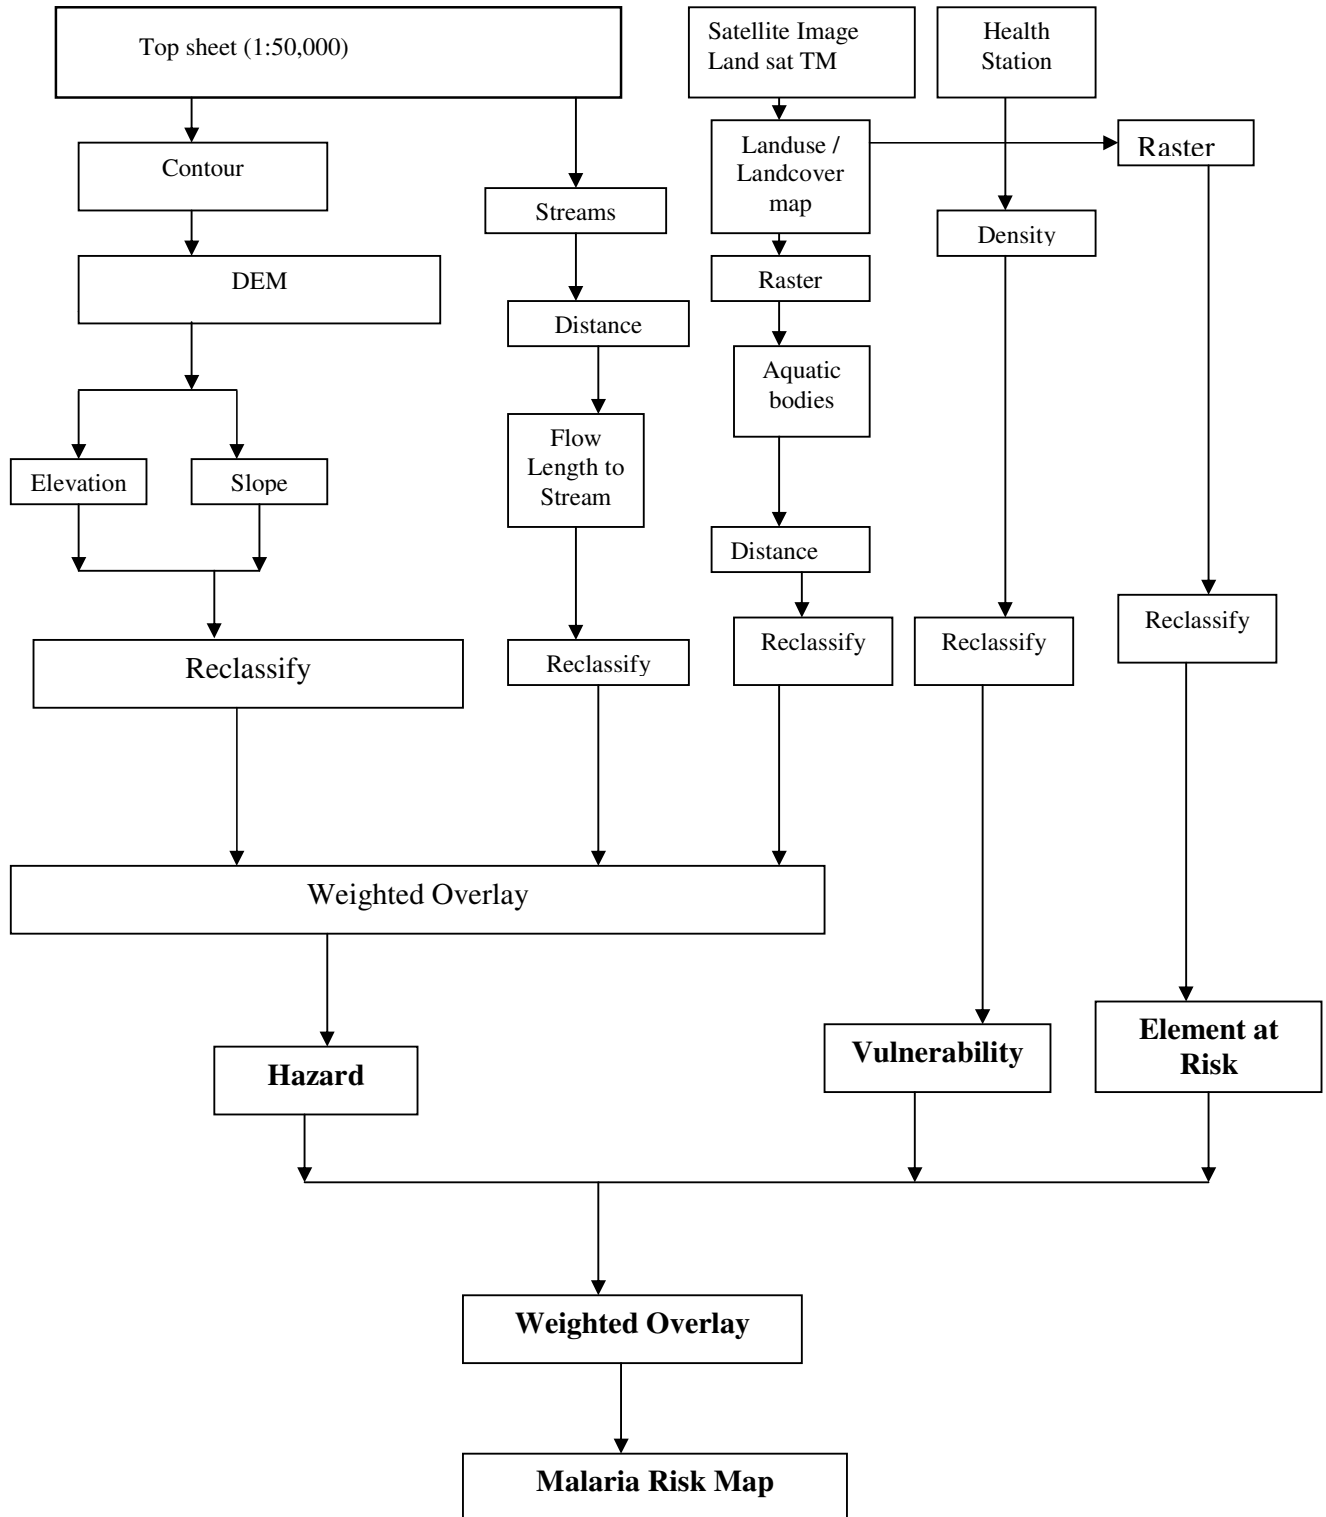 Top sheet (1:50,000)
Satellite Image
Land sat TM
Health
Station
Contour
Landuse /
Landcover
map
Raster
Streams
Density
DEM
Raster
Distance
Aquatic
bodies
Flow
Length to
Stream
Elevation
Slope
Distance
Reclassify
Reclassify
Reclassify
Reclassify
Reclassify
Weighted Overlay
Hazard
Vulnerability
Element at
Risk
Weighted Overlay
Malaria Risk Map